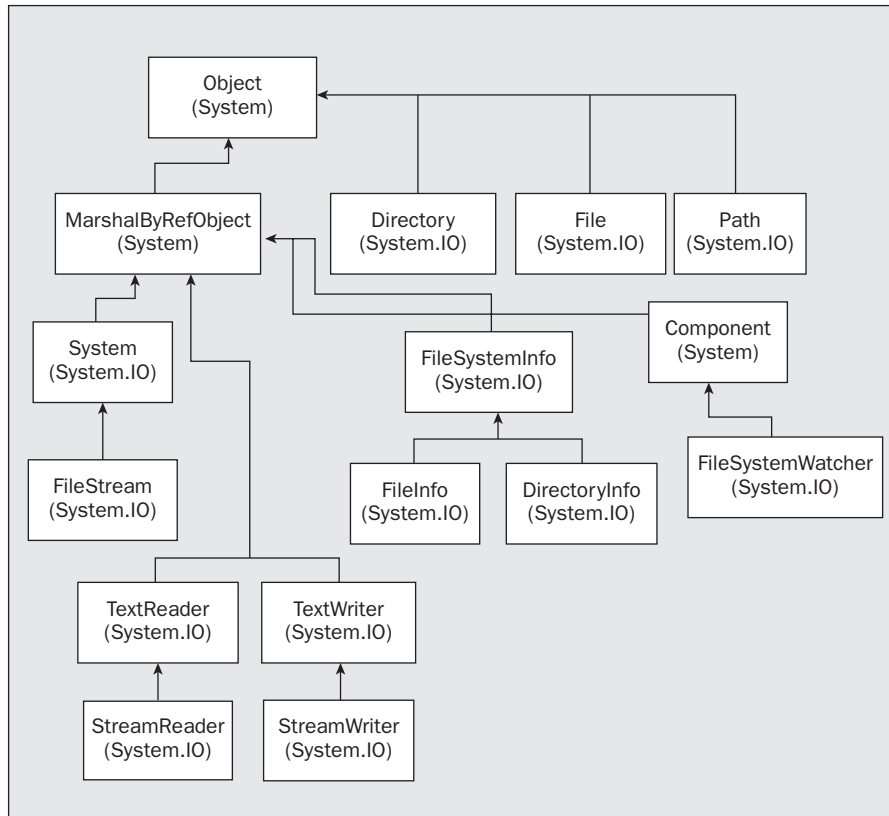 Object
(System)
MarshalByRefObject
(System)
Directory
(System.IO)
File
(System.IO)
Path
(System.IO)
System
(System.IO)
FileSystemInfo
(System.IO)
Component
(System)
FileStream
(System.IO)
FileInfo
(System.IO)
DirectoryInfo
(System.IO)
FileSystemWatcher
(System.IO)
TextReader
(System.IO)
TextWriter
(System.IO)
StreamReader
(System.IO)
StreamWriter
(System.IO)